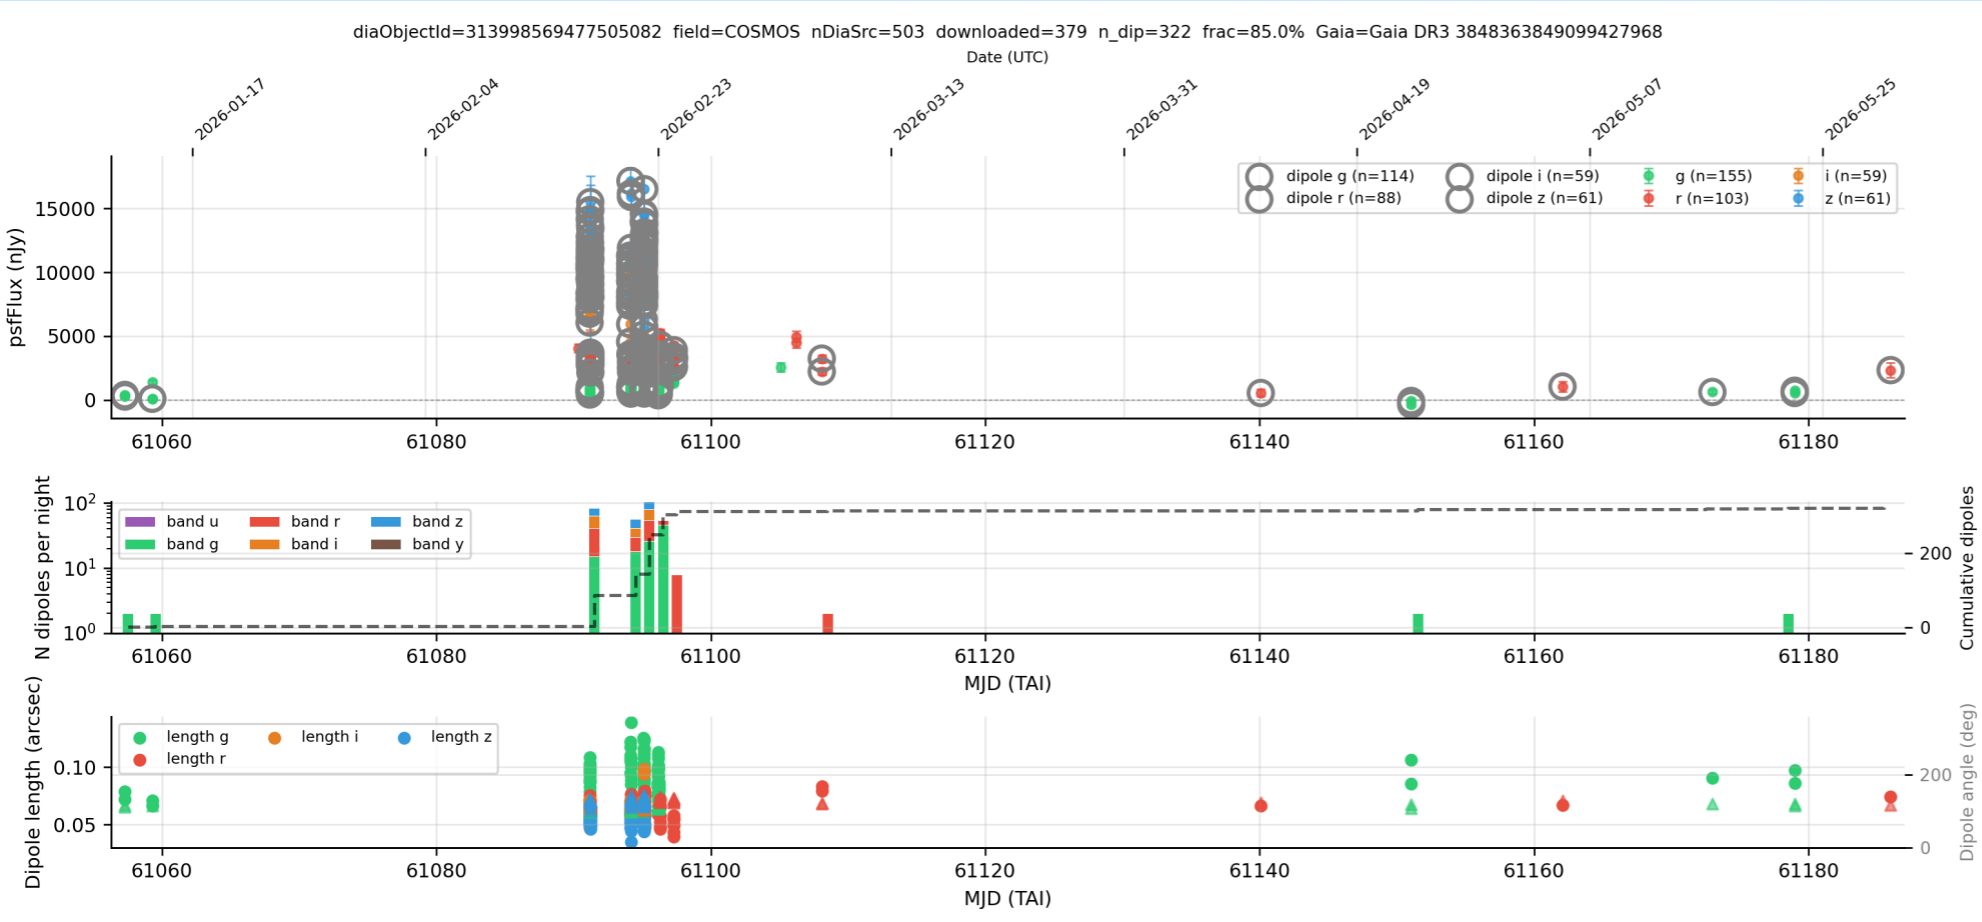 diaObjectId=313998569477505082 field=COSMOS nDiaSrc=503 downloaded=379 n_dip=322 frac=85.0% Gaia=Gaia DR3 3848363849099427968
Date (UTC)
2026-01-17 2026-02-04 2026-02-23 2026-03-13 2026-03-31 2026-04-19 2026-05-07 2026-05-25
psfFlux (nJy)
15000
10000
5000
0
dipole g (n=114) dipole i (n=59) g (n=155) i (n=59)
dipole r (n=88) dipole z (n=61) r (n=103) z (n=61)
61060 61080 61100 61120 61140 61160 61180
N dipoles per night
10²
10¹
10⁰
band u band r band z
band g band i band y
200
0
Cumulative dipoles
61060 61080 61100 61120 61140 61160 61180
MJD (TAI)
Dipole length (arcsec)
0.10
0.05
length g length i length z
length r
200
0
Dipole angle (deg)
61060 61080 61100 61120 61140 61160 61180
MJD (TAI)